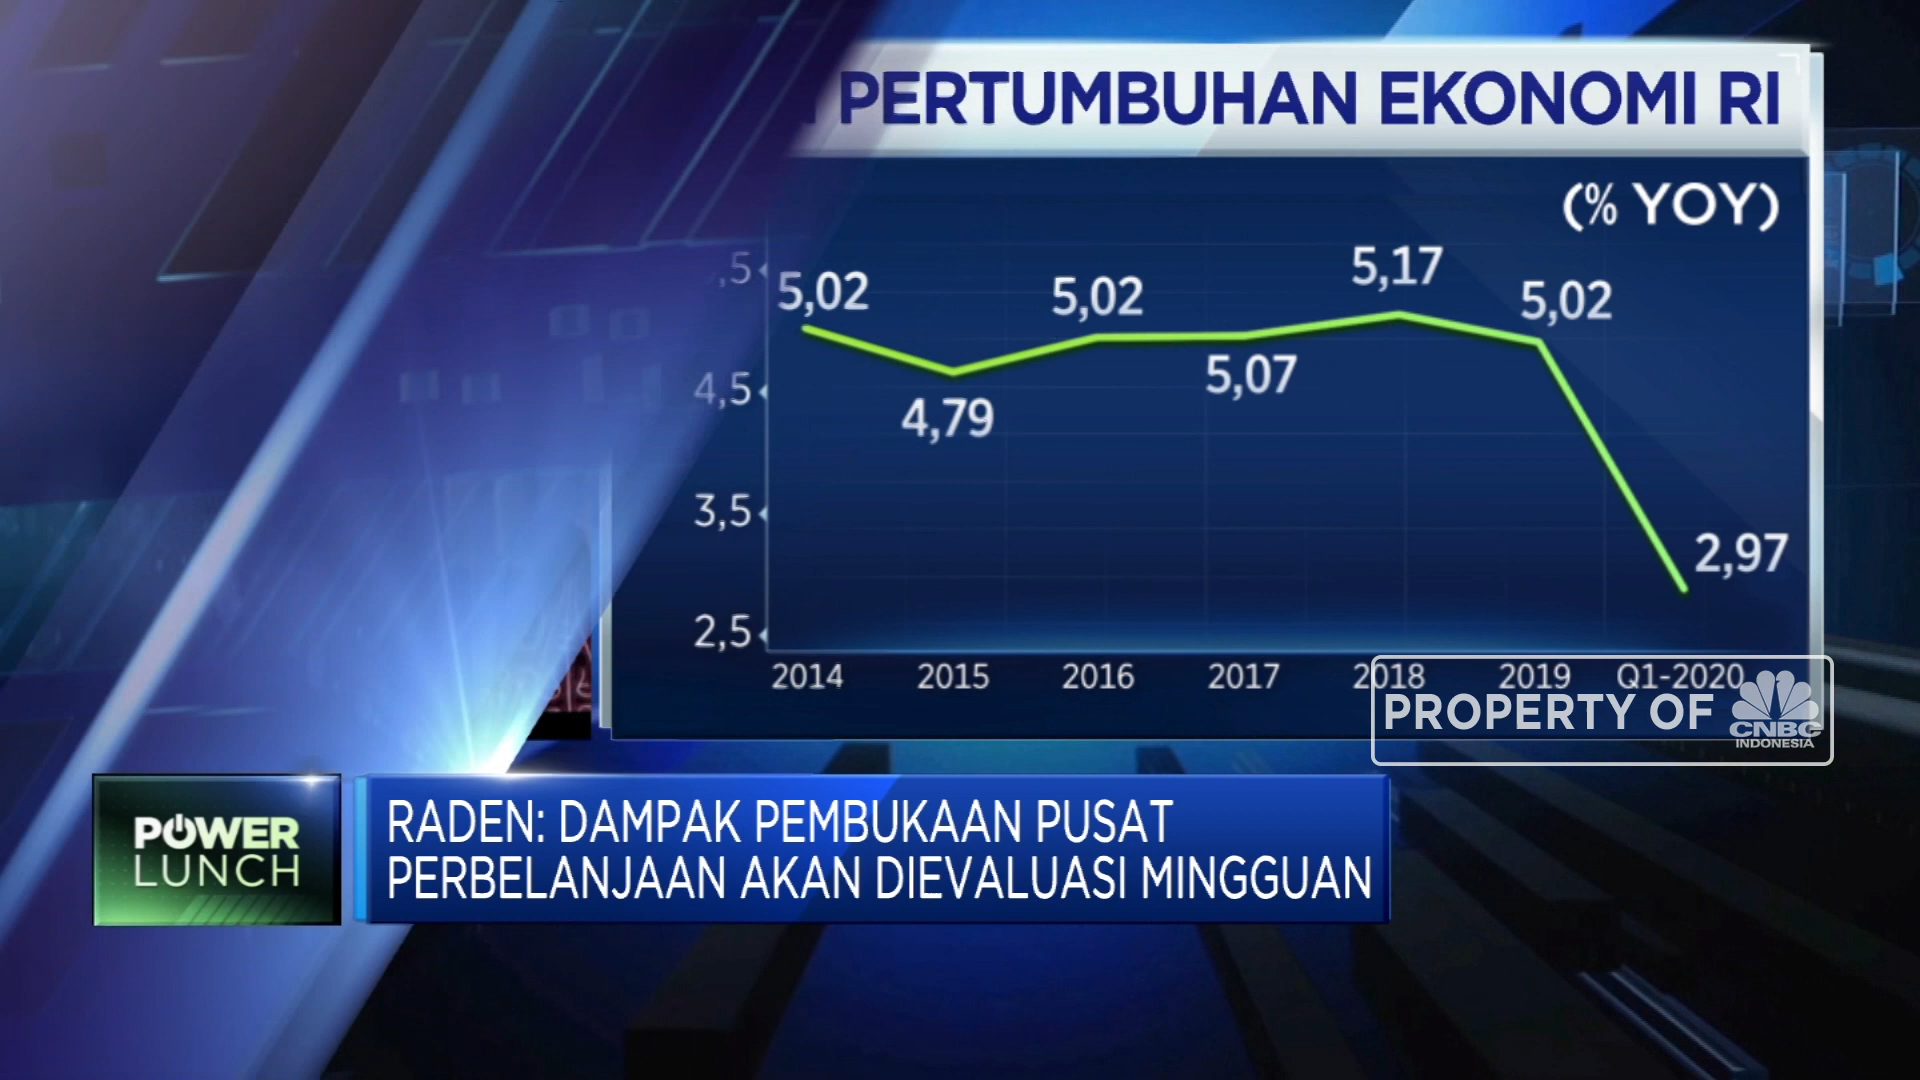 PERTUMBUHAN EKONOMI RI
(% YOY)
5,02
4,79
5,02
5,07
5,17
5,02
2,97
,5
4,5
3,5
2,5
2014 2015 2016 2017 2018 2019 Q1-2020
PROPERTY OF CNBC INDONESIA
POWER
LUNCH
RADEN: DAMPAK PEMBUKAAN PUSAT
PERBELANJAAN AKAN DIEVALUASI MINGGUAN